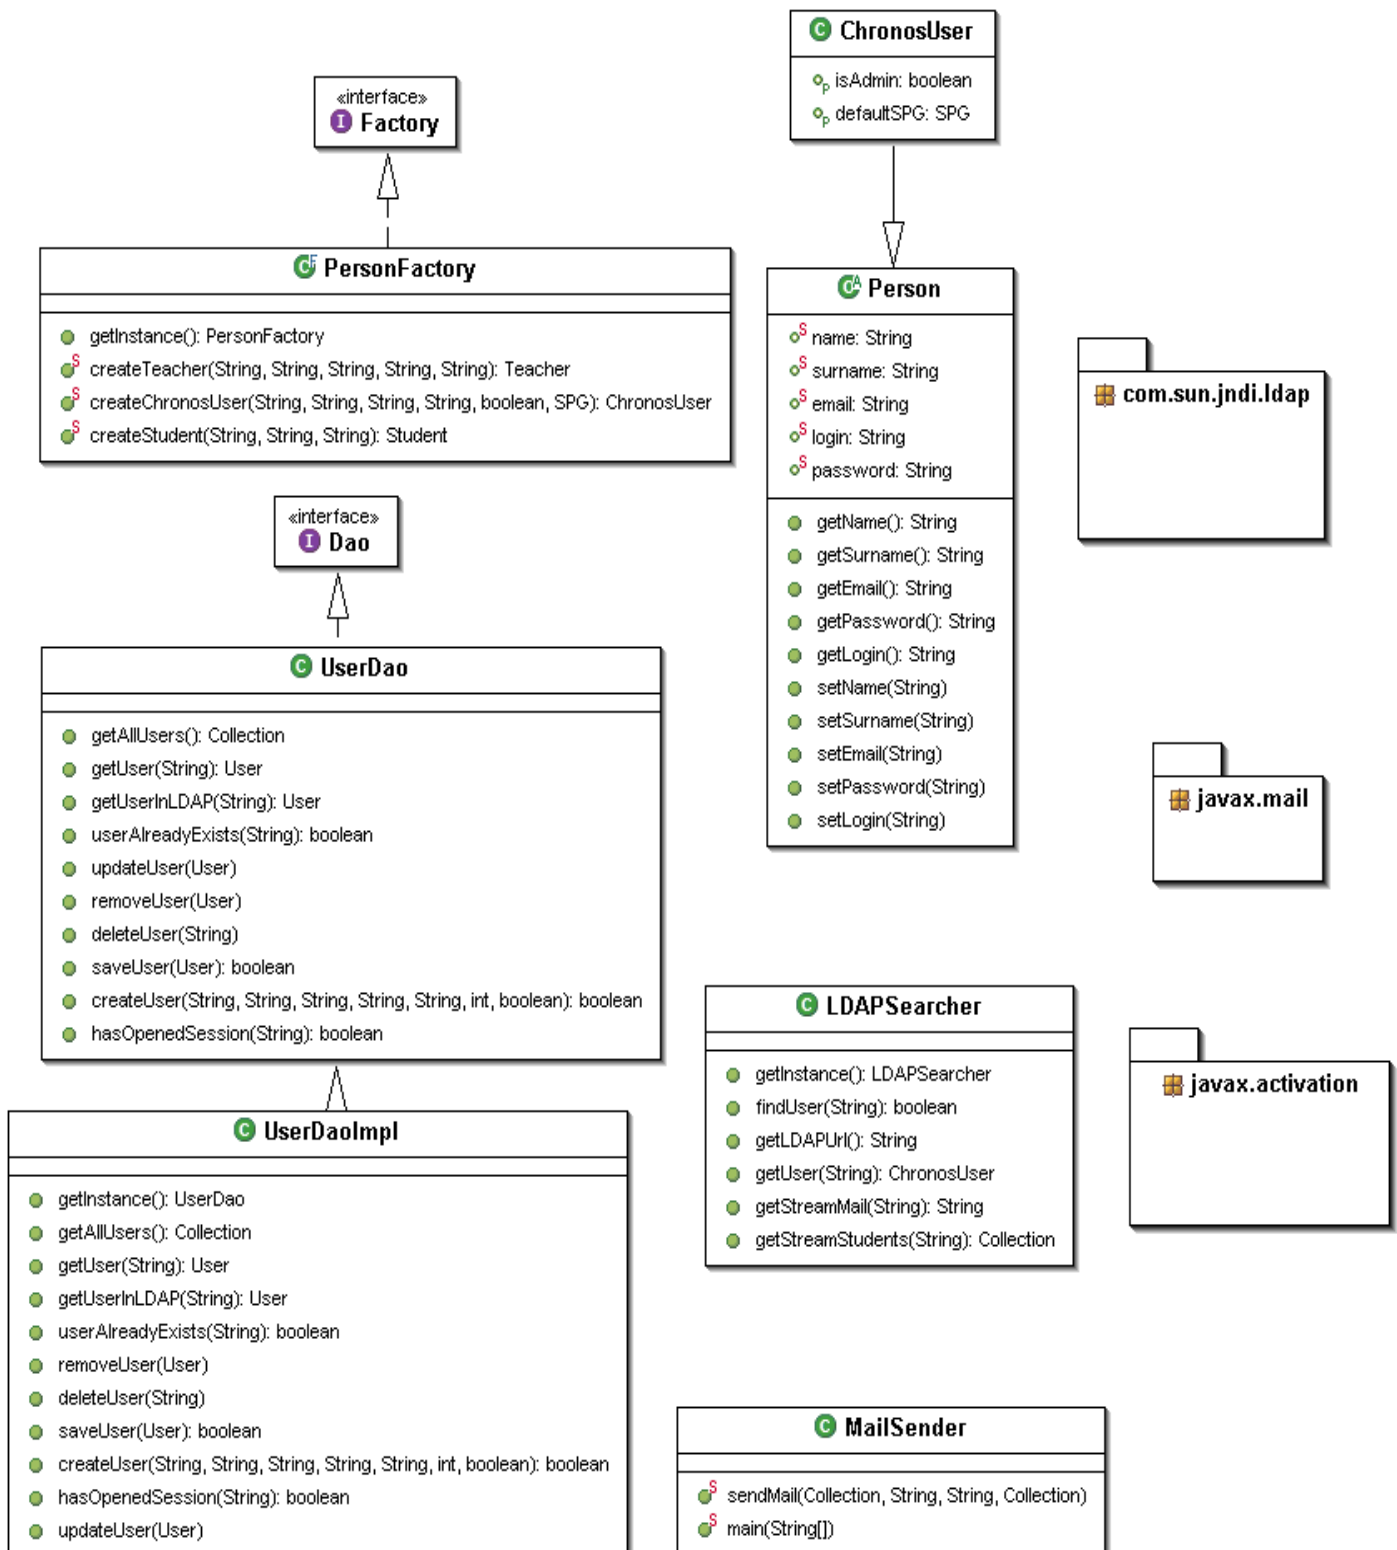 ChronosUser
isAdmin: boolean
defaultSPG: SPG
«interface»
Factory
PersonFactory
getInstance(): PersonFactory
createTeacher(String, String, String, String, String): Teacher
createChronosUser(String, String, String, String, boolean, SPG): ChronosUser
createStudent(String, String, String): Student
Person
name: String
surname: String
email: String
login: String
password: String
getName(): String
getSurname(): String
getEmail(): String
getPassword(): String
getLogin(): String
setName(String)
setSurname(String)
setEmail(String)
setPassword(String)
setLogin(String)
com.sun.jndi.ldap
«interface»
Dao
UserDao
getAllUsers(): Collection
getUser(String): User
getUserInLDAP(String): User
userAlreadyExists(String): boolean
updateUser(User)
removeUser(User)
deleteUser(String)
saveUser(User): boolean
createUser(String, String, String, String, String, int, boolean): boolean
hasOpenedSession(String): boolean
javax.mail
LDAPSearcher
getInstance(): LDAPSearcher
findUser(String): boolean
getLDAPUrl(): String
getUser(String): ChronosUser
getStreamMail(String): String
getStreamStudents(String): Collection
javax.activation
UserDaoImpl
getInstance(): UserDao
getAllUsers(): Collection
getUser(String): User
getUserInLDAP(String): User
userAlreadyExists(String): boolean
removeUser(User)
deleteUser(String)
saveUser(User): boolean
createUser(String, String, String, String, String, int, boolean): boolean
hasOpenedSession(String): boolean
updateUser(User)
MailSender
sendMail(Collection, String, String, Collection)
main(String[])